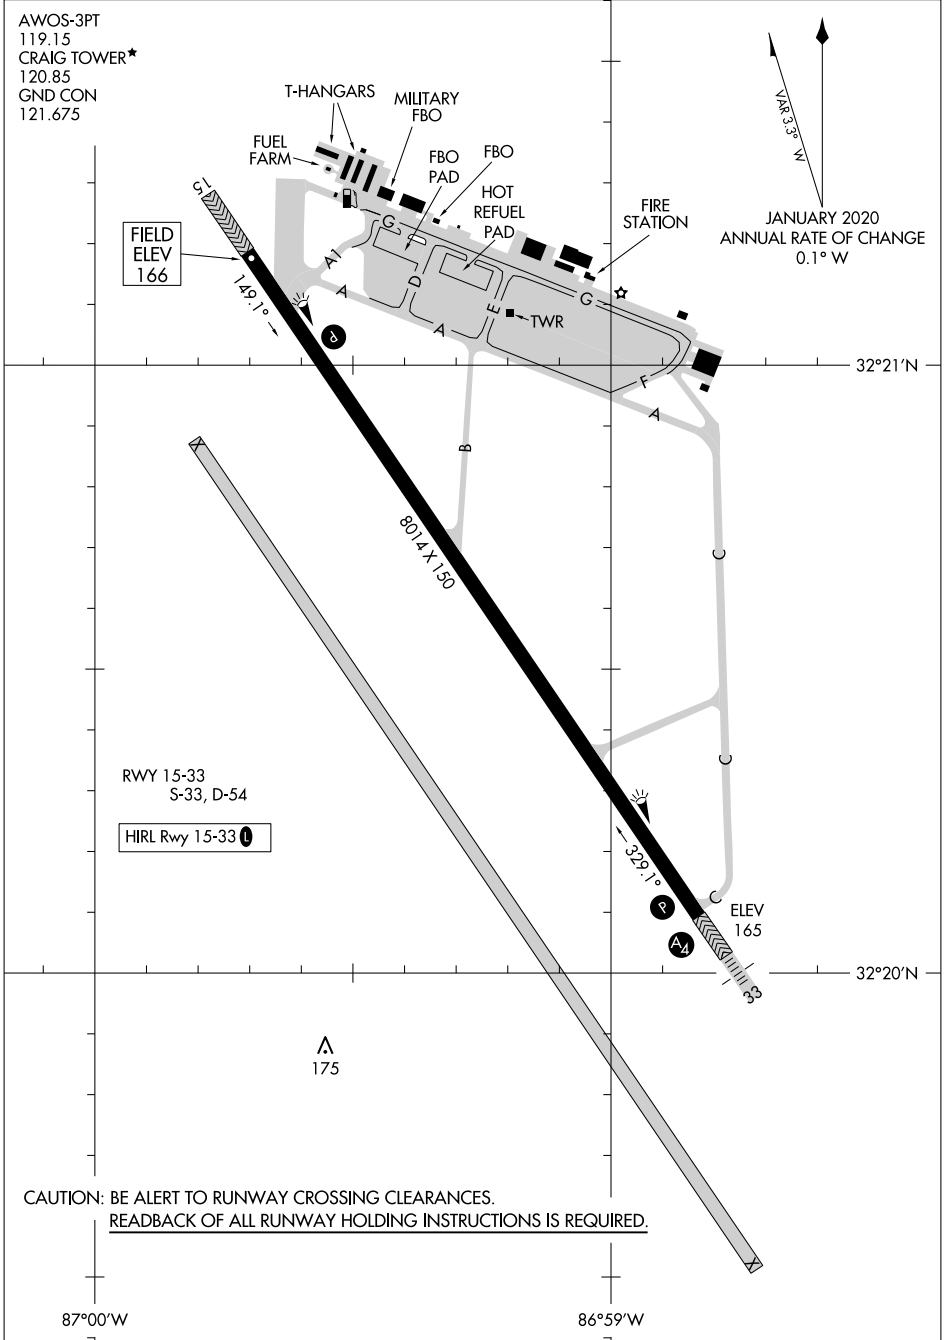 AWOS-3PT
119.15
CRAIG TOWER★
120.85
GND CON
121.675
T-HANGARS
MILITARY
FBO
FUEL
FARM
FBO
PAD
FBO
HOT
REFUEL
PAD
FIRE
STATION
VAR 3.3° W
JANUARY 2020
ANNUAL RATE OF CHANGE
0.1° W
15
FIELD
ELEV
166
149.1°
A1
G
A
D
A
E
G
TWR
P
F
A
32°21'N
X
B
8014 X 150
C
C
RWY 15-33
S-33, D-54
HIRL Rwy 15-33 L
329.1°
C
P
A4
ELEV
165
32°20'N
33
175
CAUTION: BE ALERT TO RUNWAY CROSSING CLEARANCES.
READBACK OF ALL RUNWAY HOLDING INSTRUCTIONS IS REQUIRED.
X
87°00'W
86°59'W